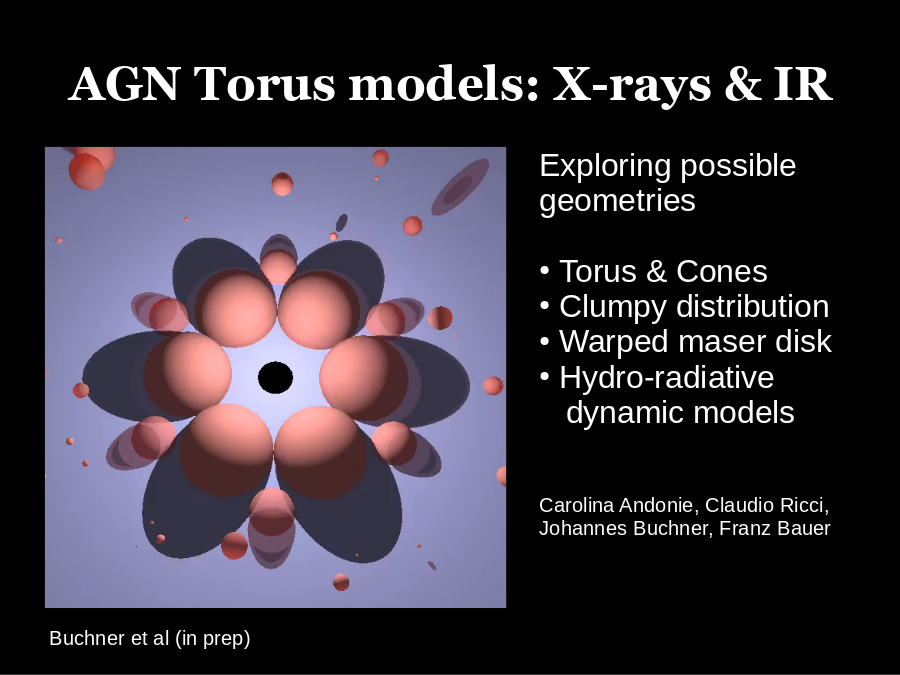 AGN Torus models: X-rays & IR
Exploring possible
geometries
• Torus & Cones
• Clumpy distribution
• Warped maser disk
• Hydro-radiative
dynamic models
Carolina Andonie, Claudio Ricci,
Johannes Buchner, Franz Bauer
Buchner et al (in prep)